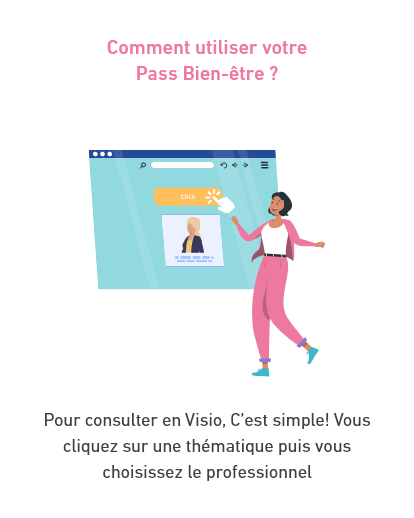 Comment utiliser votre
Pass Bien-être ?
Click
Pour consulter en Visio, C'est simple! Vous
cliquez sur une thématique puis vous
choisissez le professionnel